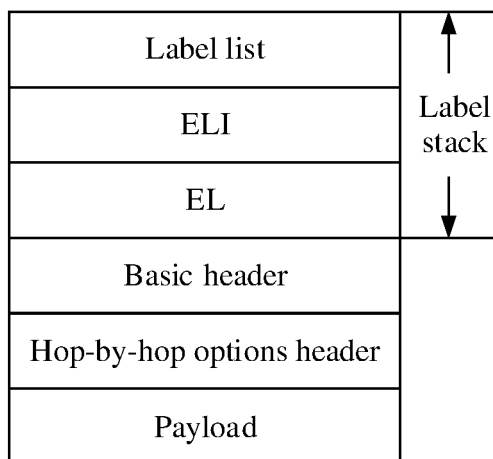 Label list
ELI
EL
Label
stack
Basic header
Hop-by-hop options header
Payload